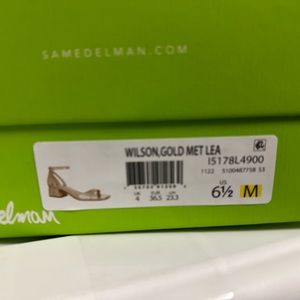 SAMEDELMAN.COM
WILSON,GOLD MET LEA
I5178L4900
1122 5100487758 53
US
6½ M
UK EUR CM
4 36.5 23.3
edelman